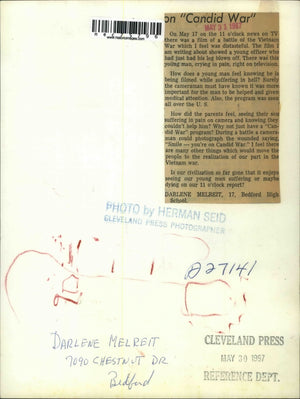 on "Candid War"
MAY 31 1967
On May 17 on the 11 o'clock news on TV
there was a film of a battle of the Vietnam
War which I feel was distasteful. The film I
am writing about showed a young officer who
had just had his leg blown off. There was this
young man, crying in pain, right on television.
How does a young man feel knowing he is
being filmed while suffering in hell? Surely
the cameraman must have known it was more
important for the man to be helped and given
medical attention. Also, the program was seen
all over the U. S.
How did the parents feel, seeing their son
suffering in pain on camera and knowing they
couldn't help him? Why not just have a "Can-
did War" program? During a battle a camera-
man could photograph the wounded saying,
"Smile — you're on Candid War." I feel there
are many other things which would move the
people to the realization of our part in the
Vietnam war.
Is our civilization so far gone that it enjoys
seeing our young men suffering or maybe
dying on our 11 o'clock report?
DARLENE MELREIT, 17, Bedford High
School.
PHOTO by HERMAN SEID
CLEVELAND PRESS PHOTOGRAPHER
227141
DARLENE MELREIT
7090 CHESTNUT DR
Bedford
CLEVELAND PRESS
MAY 30 1967
REFERENCE DEPT.